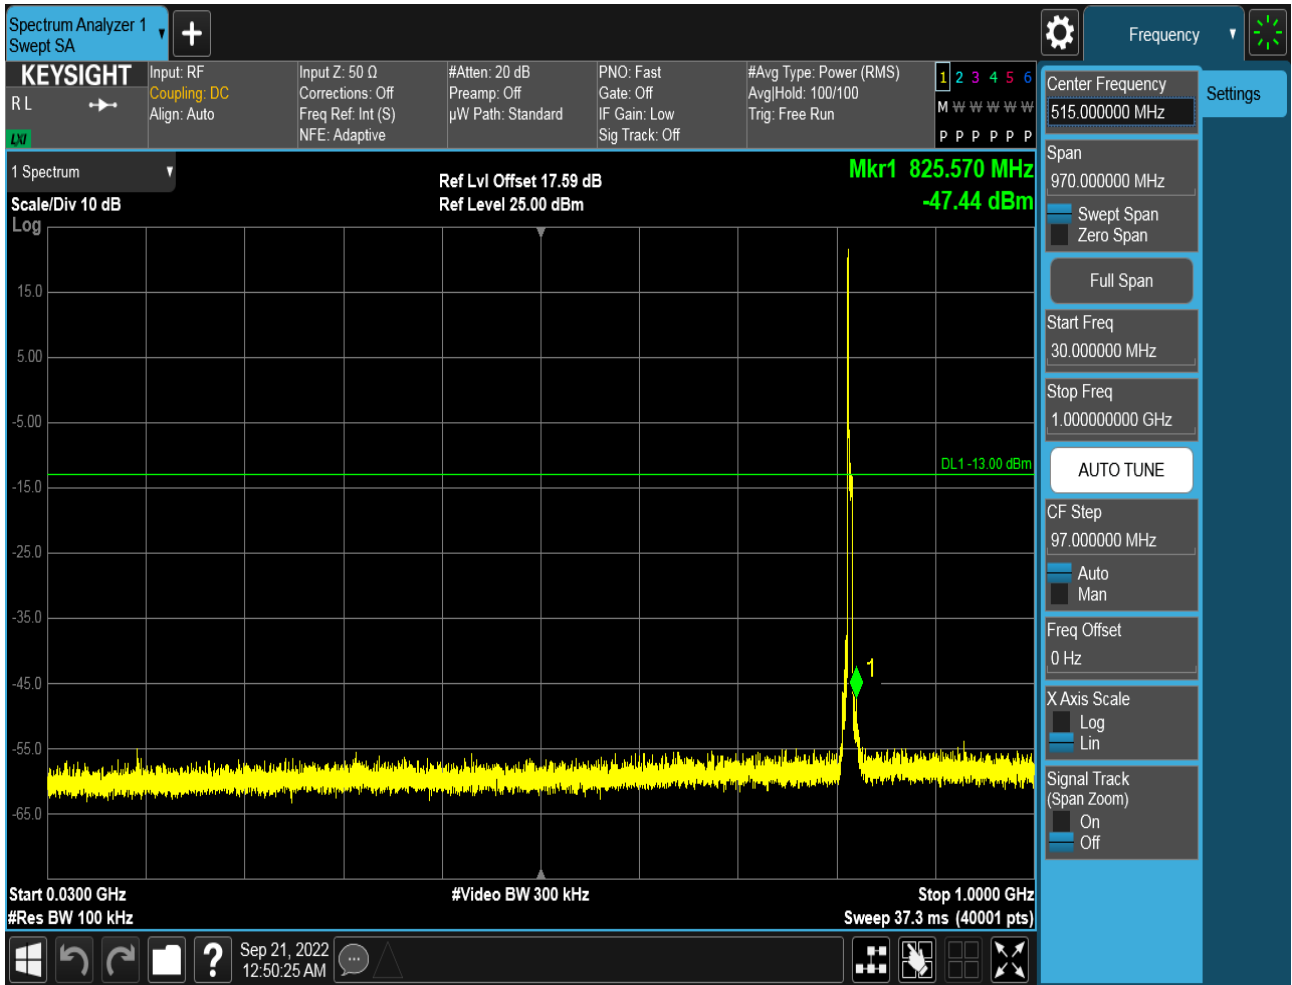 Spectrum Analyzer 1
Swept SA
+
Frequency
KEYSIGHT
R L
LXI
Input: RF
Coupling: DC
Align: Auto
Input Z: 50 Ω
Corrections: Off
Freq Ref: Int (S)
NFE: Adaptive
#Atten: 20 dB
Preamp: Off
µW Path: Standard
PNO: Fast
Gate: Off
IF Gain: Low
Sig Track: Off
#Avg Type: Power (RMS)
Avg|Hold: 100/100
Trig: Free Run
1 2 3 4 5 6
M W W W W W
P P P P P P
1 Spectrum
Scale/Div 10 dB
Log
Ref Lvl Offset 17.59 dB
Ref Level 25.00 dBm
Mkr1 825.570 MHz
-47.44 dBm
15.0
5.00
-5.00
DL1 -13.00 dBm
-15.0
-25.0
-35.0
1
-45.0
-55.0
-65.0
Start 0.0300 GHz
#Video BW 300 kHz
Stop 1.0000 GHz
#Res BW 100 kHz
Sweep 37.3 ms (40001 pts)
?
Sep 21, 2022
12:50:25 AM
Center Frequency
515.000000 MHz
Settings
Span
970.000000 MHz
Swept Span
Zero Span
Full Span
Start Freq
30.000000 MHz
Stop Freq
1.000000000 GHz
AUTO TUNE
CF Step
97.000000 MHz
Auto
Man
Freq Offset
0 Hz
X Axis Scale
Log
Lin
Signal Track
(Span Zoom)
On
Off